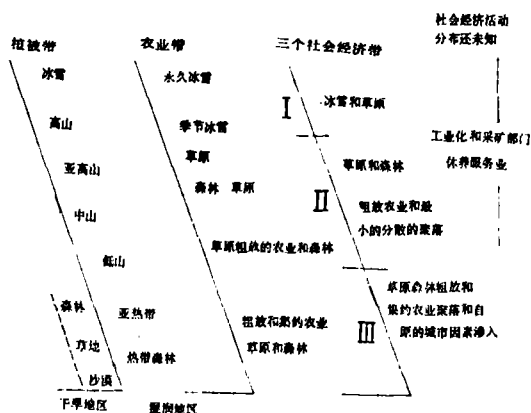 植被带
冰雪
高山
亚高山
中山
低山
森林
亚热带
草地
热带森林
沙漠
干旱地区
湿润地区
农业带
永久冰雪
季节冰雪
草原
森林 草原
草原粗放的农业和森林
粗放和集约农业
草原和森林
三个社会经济带
I
冰雪和草原
II
草原和森林
粗放农业和最
小的分散的聚落
III
草原森林粗放和
集约农业聚落和自
原的城市因素渗入
社会经济活动
分布还未知
工业化和采矿部门
休养服务业